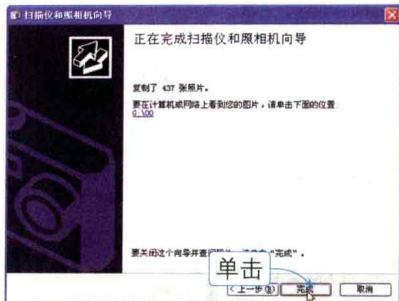 扫描仪和照相机向导
正在完成扫描仪和照相机向导
复制了 437 张照片。
要在计算机或网络上看到您的图片，请单击下面的位置:
要关闭这个向导并查
“完成”。
单击
<上一步(B)
完成
取消